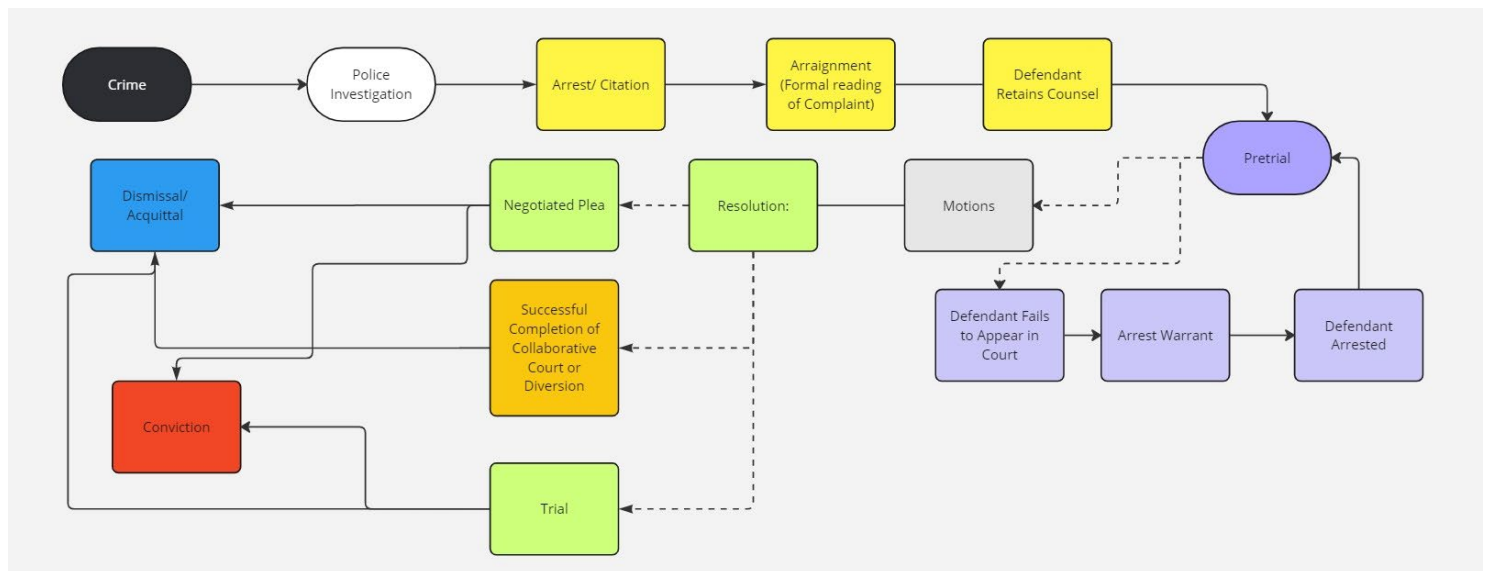 Crime
Police
Investigation
Arrest/ Citation
Arraignment
(Formal reading
of Complaint)
Defendant
Retains Counsel
Pretrial
Dismissal/
Acquittal
Negotiated Plea
Resolution:
Motions
Successful
Completion of
Collaborative
Court or
Diversion
Defendant Fails
to Appear in
Court
Arrest Warrant
Defendant
Arrested
Conviction
Trial